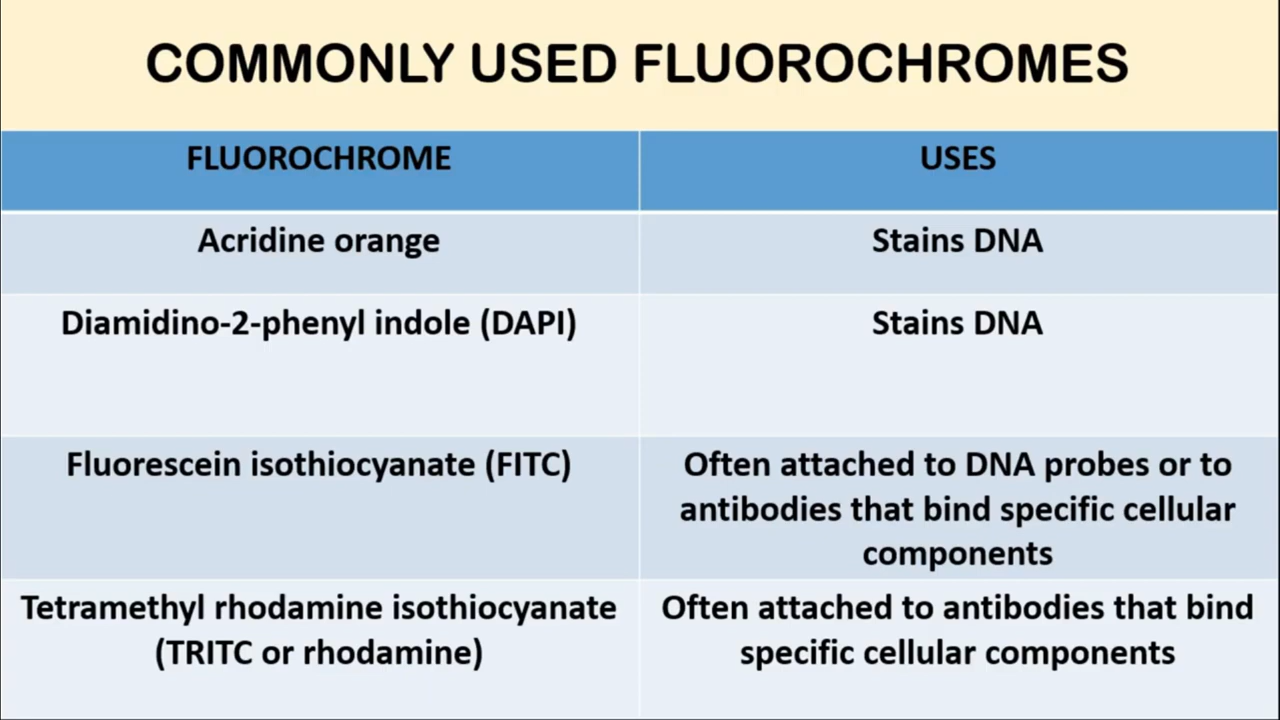 COMMONLY USED FLUOROCHROMES
FLUOROCHROME
USES
Acridine orange
Stains DNA
Diamidino-2-phenyl indole (DAPI)
Stains DNA
Fluorescein isothiocyanate (FITC)
Often attached to DNA probes or to
antibodies that bind specific cellular
components
Tetramethyl rhodamine isothiocyanate
(TRITC or rhodamine)
Often attached to antibodies that bind
specific cellular components